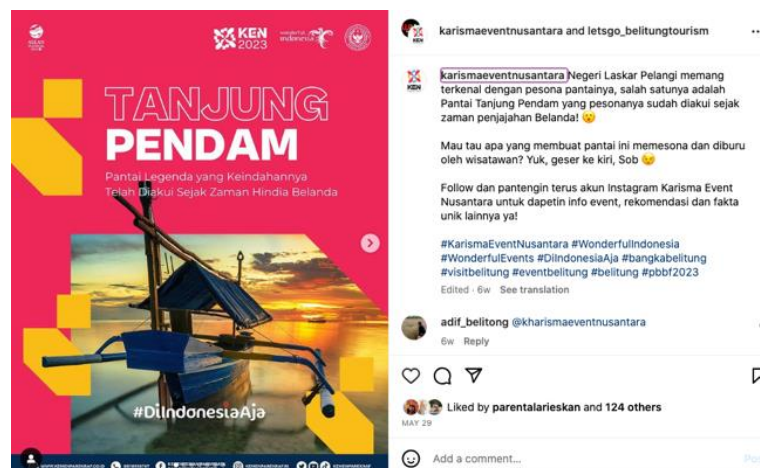 KEN
2023
wonderful
indonesia
TANJUNG
PENDAM
Pantai Legenda yang Keindahannya
Telah Diakui Sejak Zaman Hindia Belanda
#DiIndonesiaAja
karismaeventnusantara and letsgo_belitungtourism
karismaeventnusantara Negeri Laskar Pelangi memang
terkenal dengan pesona pantainya, salah satunya adalah
Pantai Tanjung Pendam yang pesonanya sudah diakui sejak
zaman penjajahan Belanda! 😮
Mau tau apa yang membuat pantai ini memesona dan diburu
oleh wisatawan? Yuk, geser ke kiri, Sob 😉
Follow dan pantengin terus akun Instagram Karisma Event
Nusantara untuk dapetin info event, rekomendasi dan fakta
unik lainnya ya!
#KarismaEventNusantara #WonderfulIndonesia
#WonderfulEvents #DiIndonesiaAja #bangkabelitung
#visitbelitung #eventbelitung #belitung #pbbf2023
Edited · 6w See translation
adif_belitong @kharismaeventnusantara
6w Reply
Liked by parentalarieskan and 124 others
MAY 29
Add a comment...